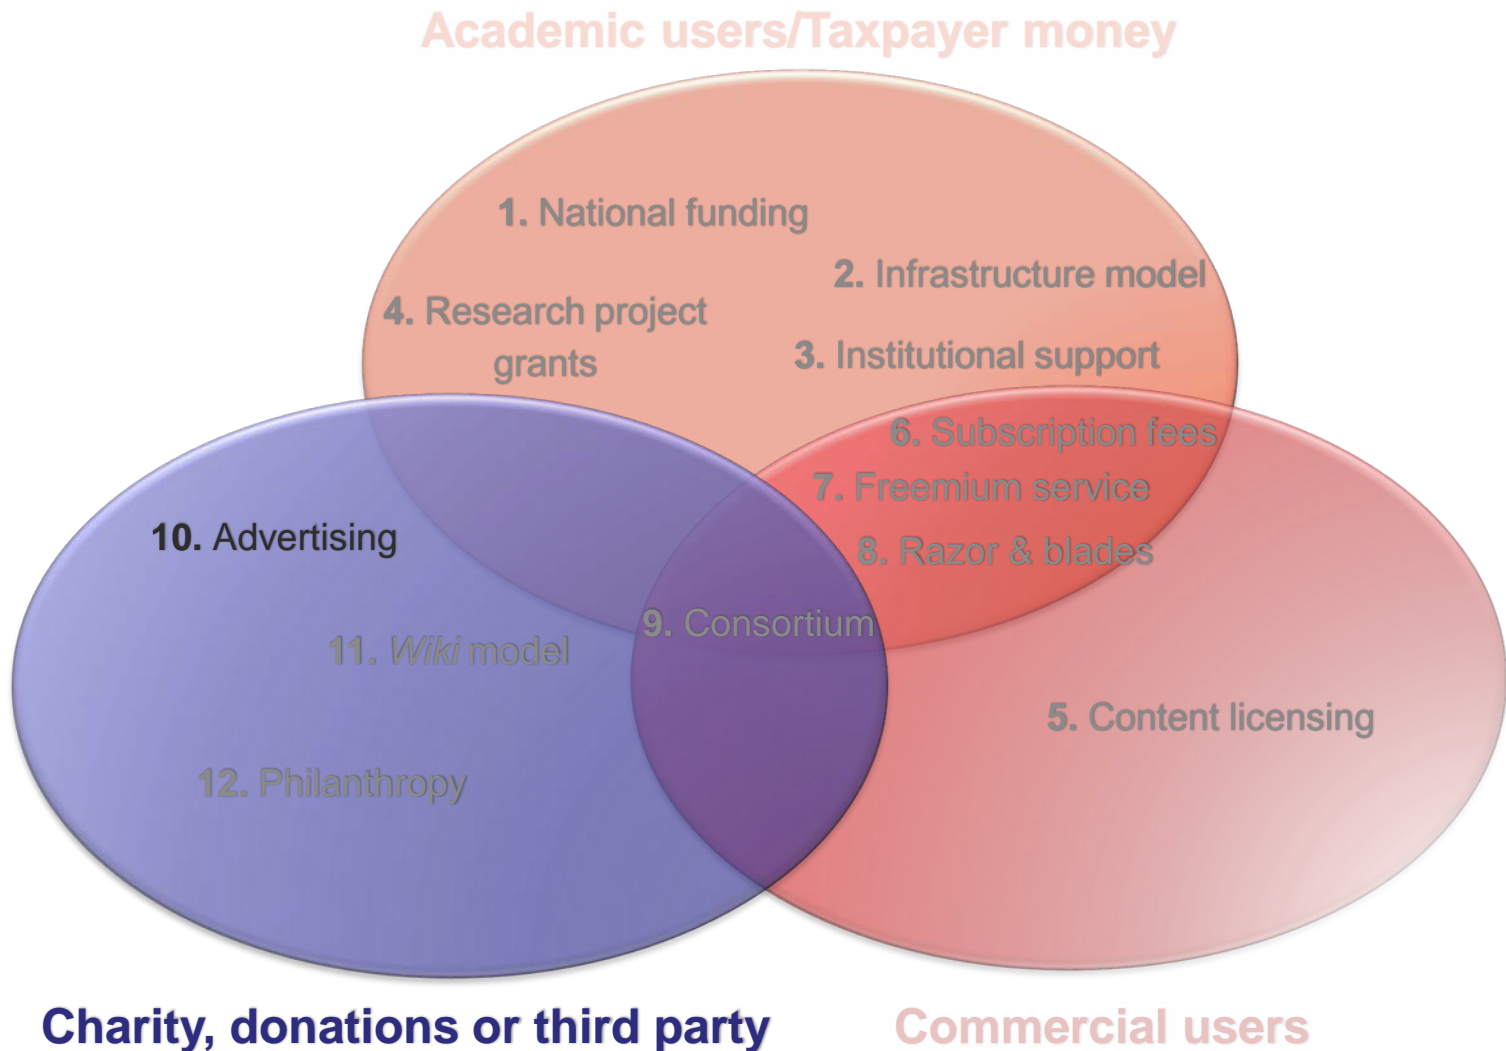 Academic users/Taxpayer money
1. National funding
2. Infrastructure model
4. Research project
grants
3. Institutional support
6. Subscription fees
7. Freemium service
10. Advertising
8. Razor & blades
9. Consortium
11. Wiki model
5. Content licensing
12. Philanthropy
Charity, donations or third party
Commercial users